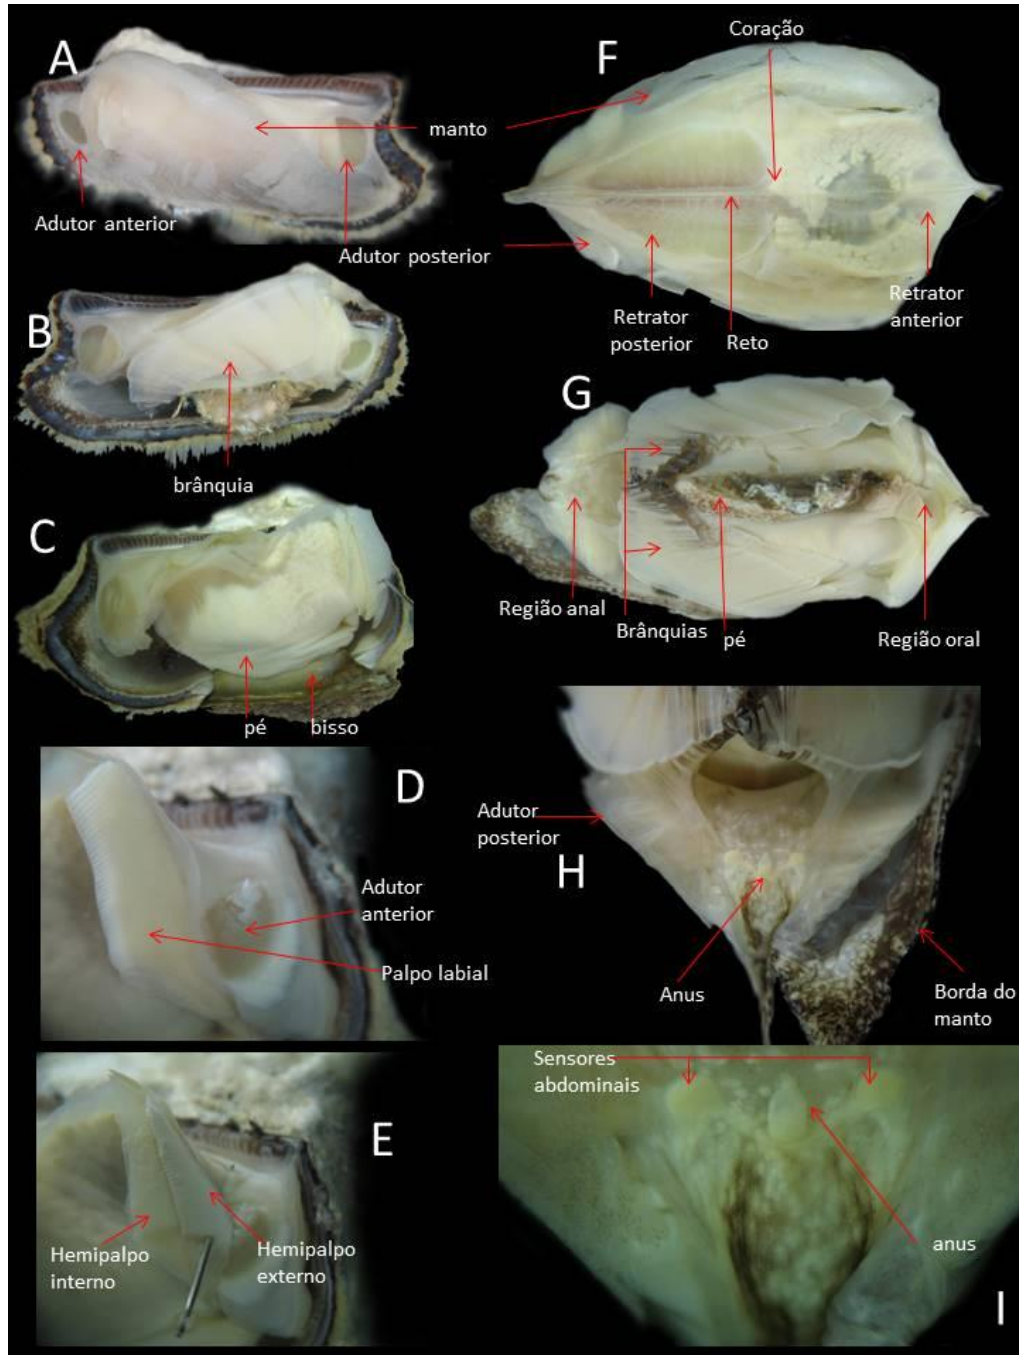 A
manto
Adutor anterior
Adutor posterior
B
brânquia
C
pé
bisso
D
Adutor
anterior
Palpo labial
E
Hemipalpo
interno
Hemipalpo
externo
Coração
F
Retrator
posterior
Reto
Retrator
anterior
G
Região anal
Brânquias
pé
Região oral
Adutor
posterior
H
Anus
Borda do
manto
Sensores
abdominais
anus
I